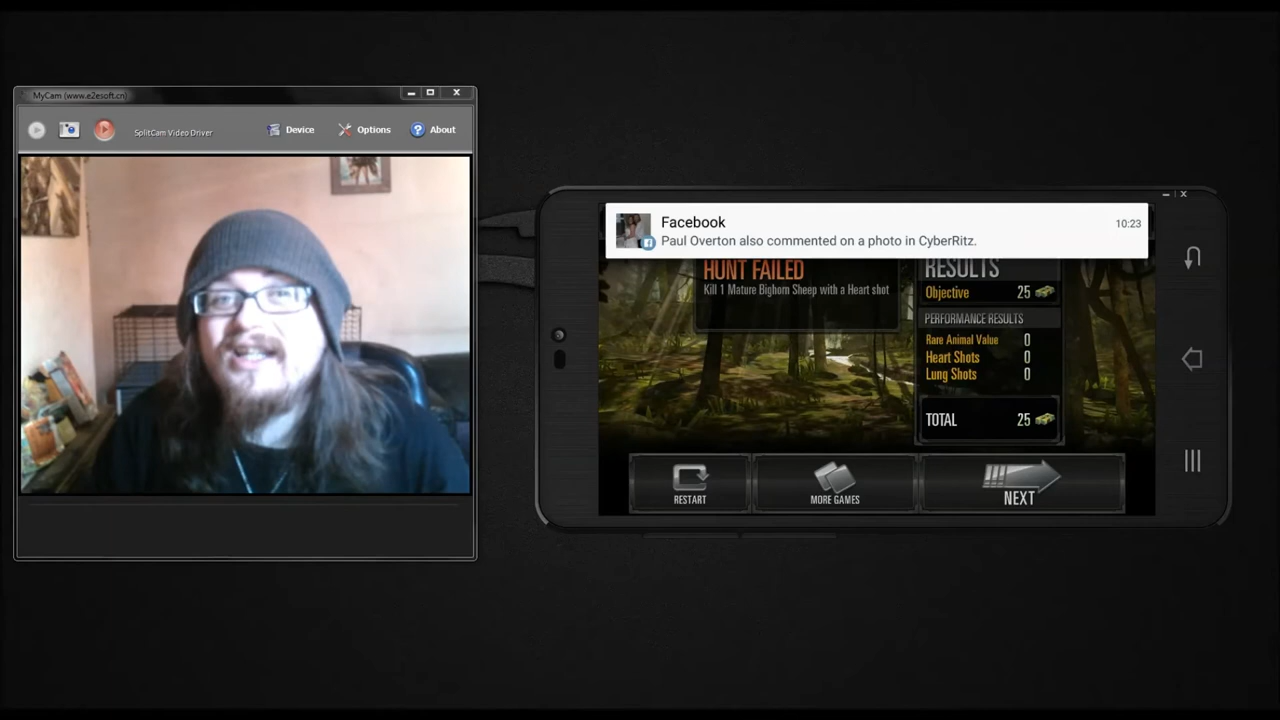 MyCam (www.e2esoft.cn)
SplitCam Video Driver
Device
Options
About
Facebook
10:23
Paul Overton also commented on a photo in CyberRitz.
HUNT FAILED
Kill 1 Mature Bighorn Sheep with a Heart shot
RESULTS
Objective 25
PERFORMANCE RESULTS
Rare Animal Value 0
Heart Shots 0
Lung Shots 0
TOTAL 25
RESTART
MORE GAMES
NEXT